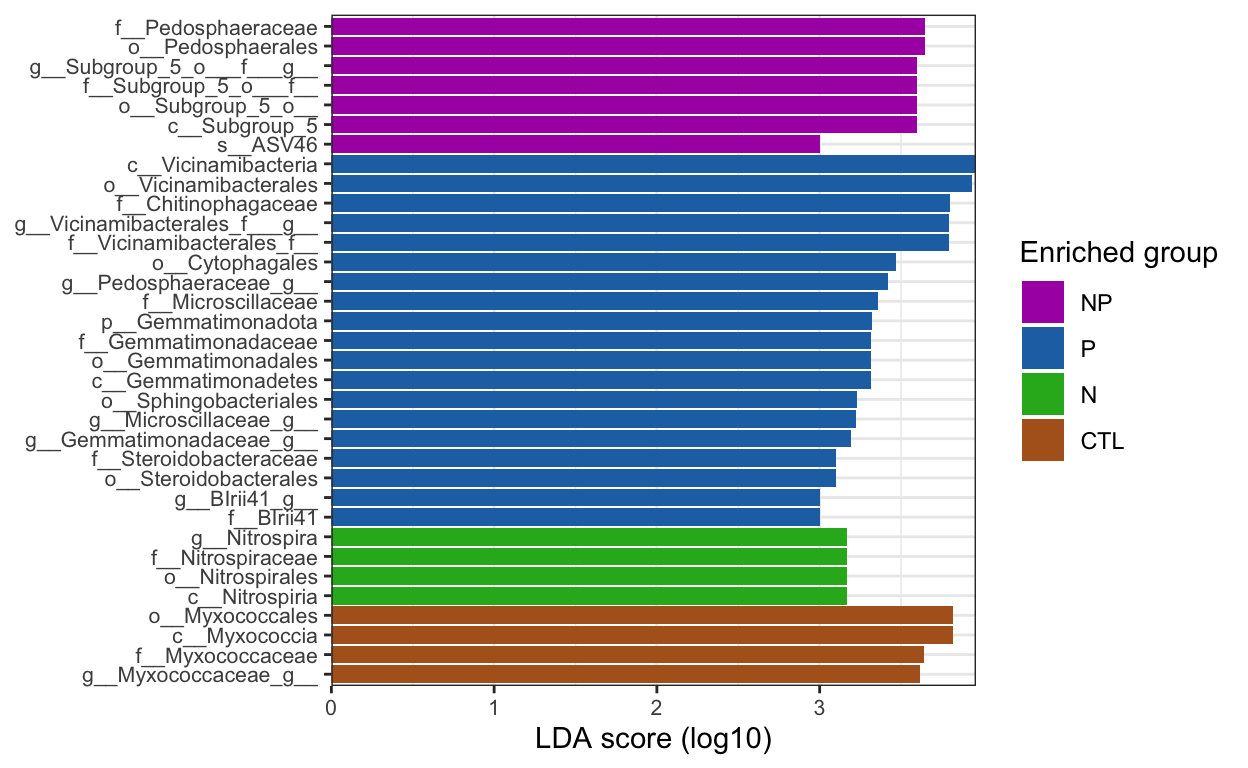 f__Pedosphaeraceae
o__Pedosphaerales
g__Subgroup_5_o___f___g__
f__Subgroup_5_o___f__
o__Subgroup_5_o__
c__Subgroup_5
s__ASV46
c__Vicinamibacteria
o__Vicinamibacterales
f__Chitinophagaceae
g__Vicinamibacterales_f___g__
f__Vicinamibacterales_f__
o__Cytophagales
g__Pedosphaeraceae_g__
f__Microscillaceae
p__Gemmatimonadota
f__Gemmatimonadaceae
o__Gemmatimonadales
c__Gemmatimonadetes
o__Sphingobacteriales
g__Microscillaceae_g__
g__Gemmatimonadaceae_g__
f__Steroidobacteraceae
o__Steroidobacterales
g__BIrii41_g__
f__BIrii41
g__Nitrospira
f__Nitrospiraceae
o__Nitrospirales
c__Nitrospiria
o__Myxococcales
c__Myxococcia
f__Myxococcaceae
g__Myxococcaceae_g__
0 1 2 3
LDA score (log10)
Enriched group
NP
P
N
CTL